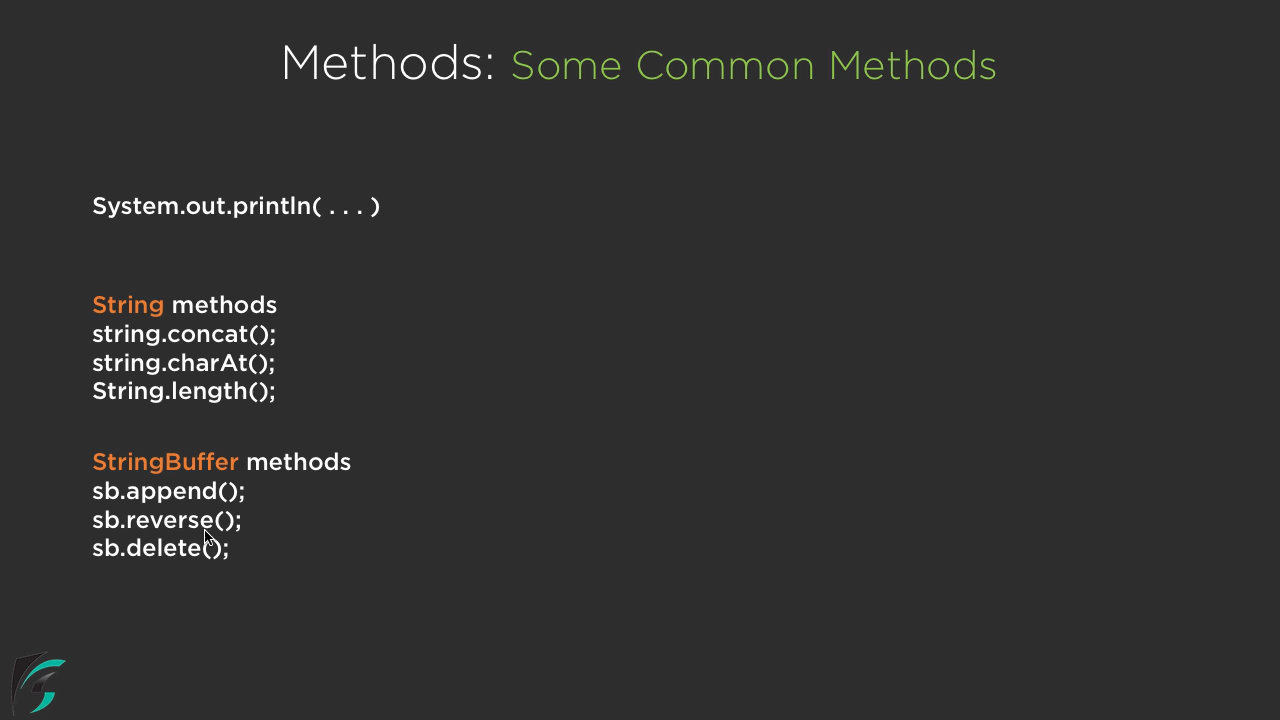 Methods: Some Common Methods
System.out.println( . . . )
String methods
string.concat();
string.charAt();
String.length();
StringBuffer methods
sb.append();
sb.reverse();
sb.delete();